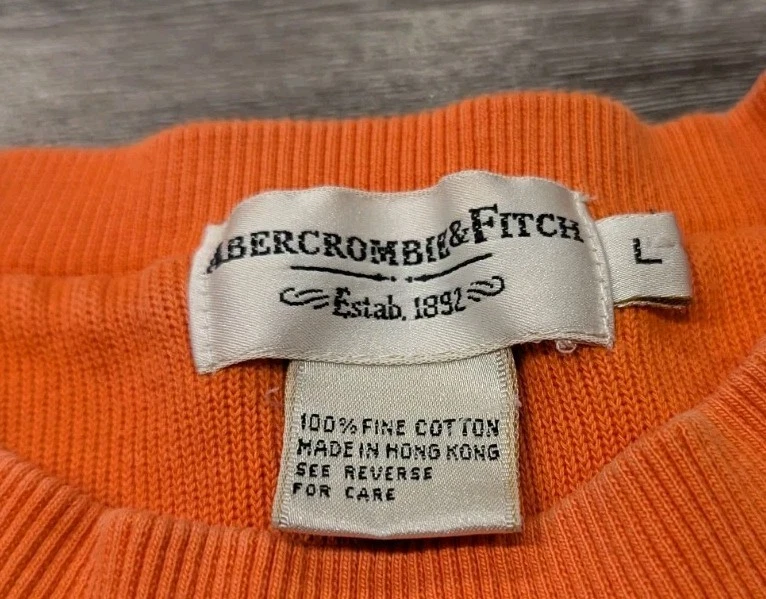 ABERCROMBIE & FITCH
Estab. 1892
L
100% FINE COTTON
MADE IN HONG KONG
SEE REVERSE
FOR CARE